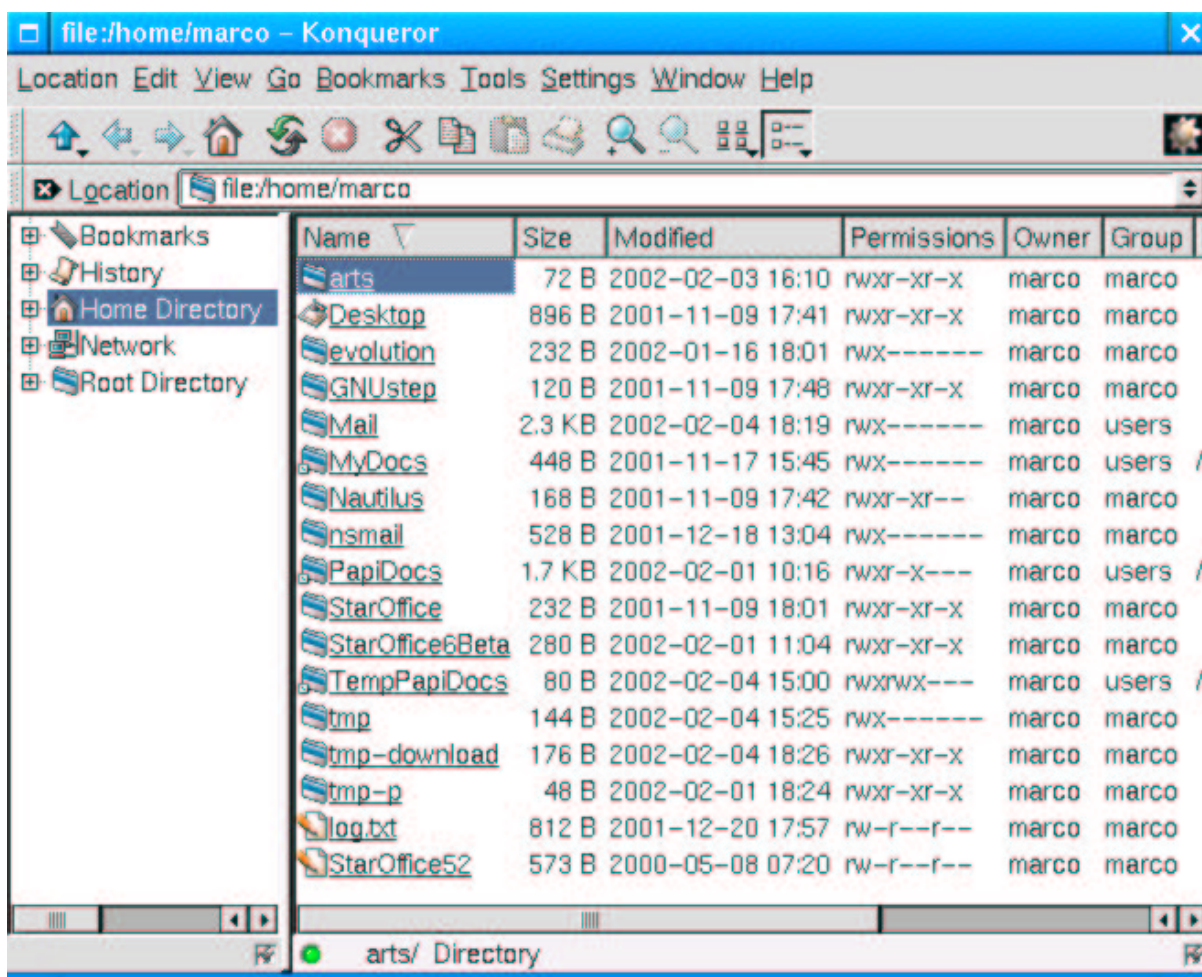 file:/home/marco – Konqueror
Location Edit View Go Bookmarks Tools Settings Window Help
Location file:/home/marco
Bookmarks
History
Home Directory
Network
Root Directory
Name Size Modified Permissions Owner Group
arts 72 B 2002-02-03 16:10 rwxr-xr-x marco marco
Desktop 896 B 2001-11-09 17:41 rwxr-xr-x marco marco
evolution 232 B 2002-01-16 18:01 rwx------ marco marco
GNUstep 120 B 2001-11-09 17:48 rwxr-xr-x marco marco
Mail 2.3 KB 2002-02-04 18:19 rwx------ marco users
MyDocs 448 B 2001-11-17 15:45 rwx------ marco users /
Nautilus 168 B 2001-11-09 17:42 rwxr-xr-- marco marco
nsmail 528 B 2001-12-18 13:04 rwx------ marco marco
PapiDocs 1.7 KB 2002-02-01 10:16 rwxr-x--- marco users /
StarOffice 232 B 2001-11-09 18:01 rwxr-xr-x marco marco
StarOffice6Beta 280 B 2002-02-01 11:04 rwxr-xr-x marco marco
TempPapiDocs 80 B 2002-02-04 15:00 rwxrwx--- marco users /
tmp 144 B 2002-02-04 15:25 rwx------ marco marco
tmp-download 176 B 2002-02-04 18:26 rwxr-xr-x marco marco
tmp-p 48 B 2002-02-01 18:24 rwxr-xr-x marco marco
log.txt 812 B 2001-12-20 17:57 rw-r--r-- marco marco
StarOffice52 573 B 2000-05-08 07:20 rw-r--r-- marco marco
arts/ Directory